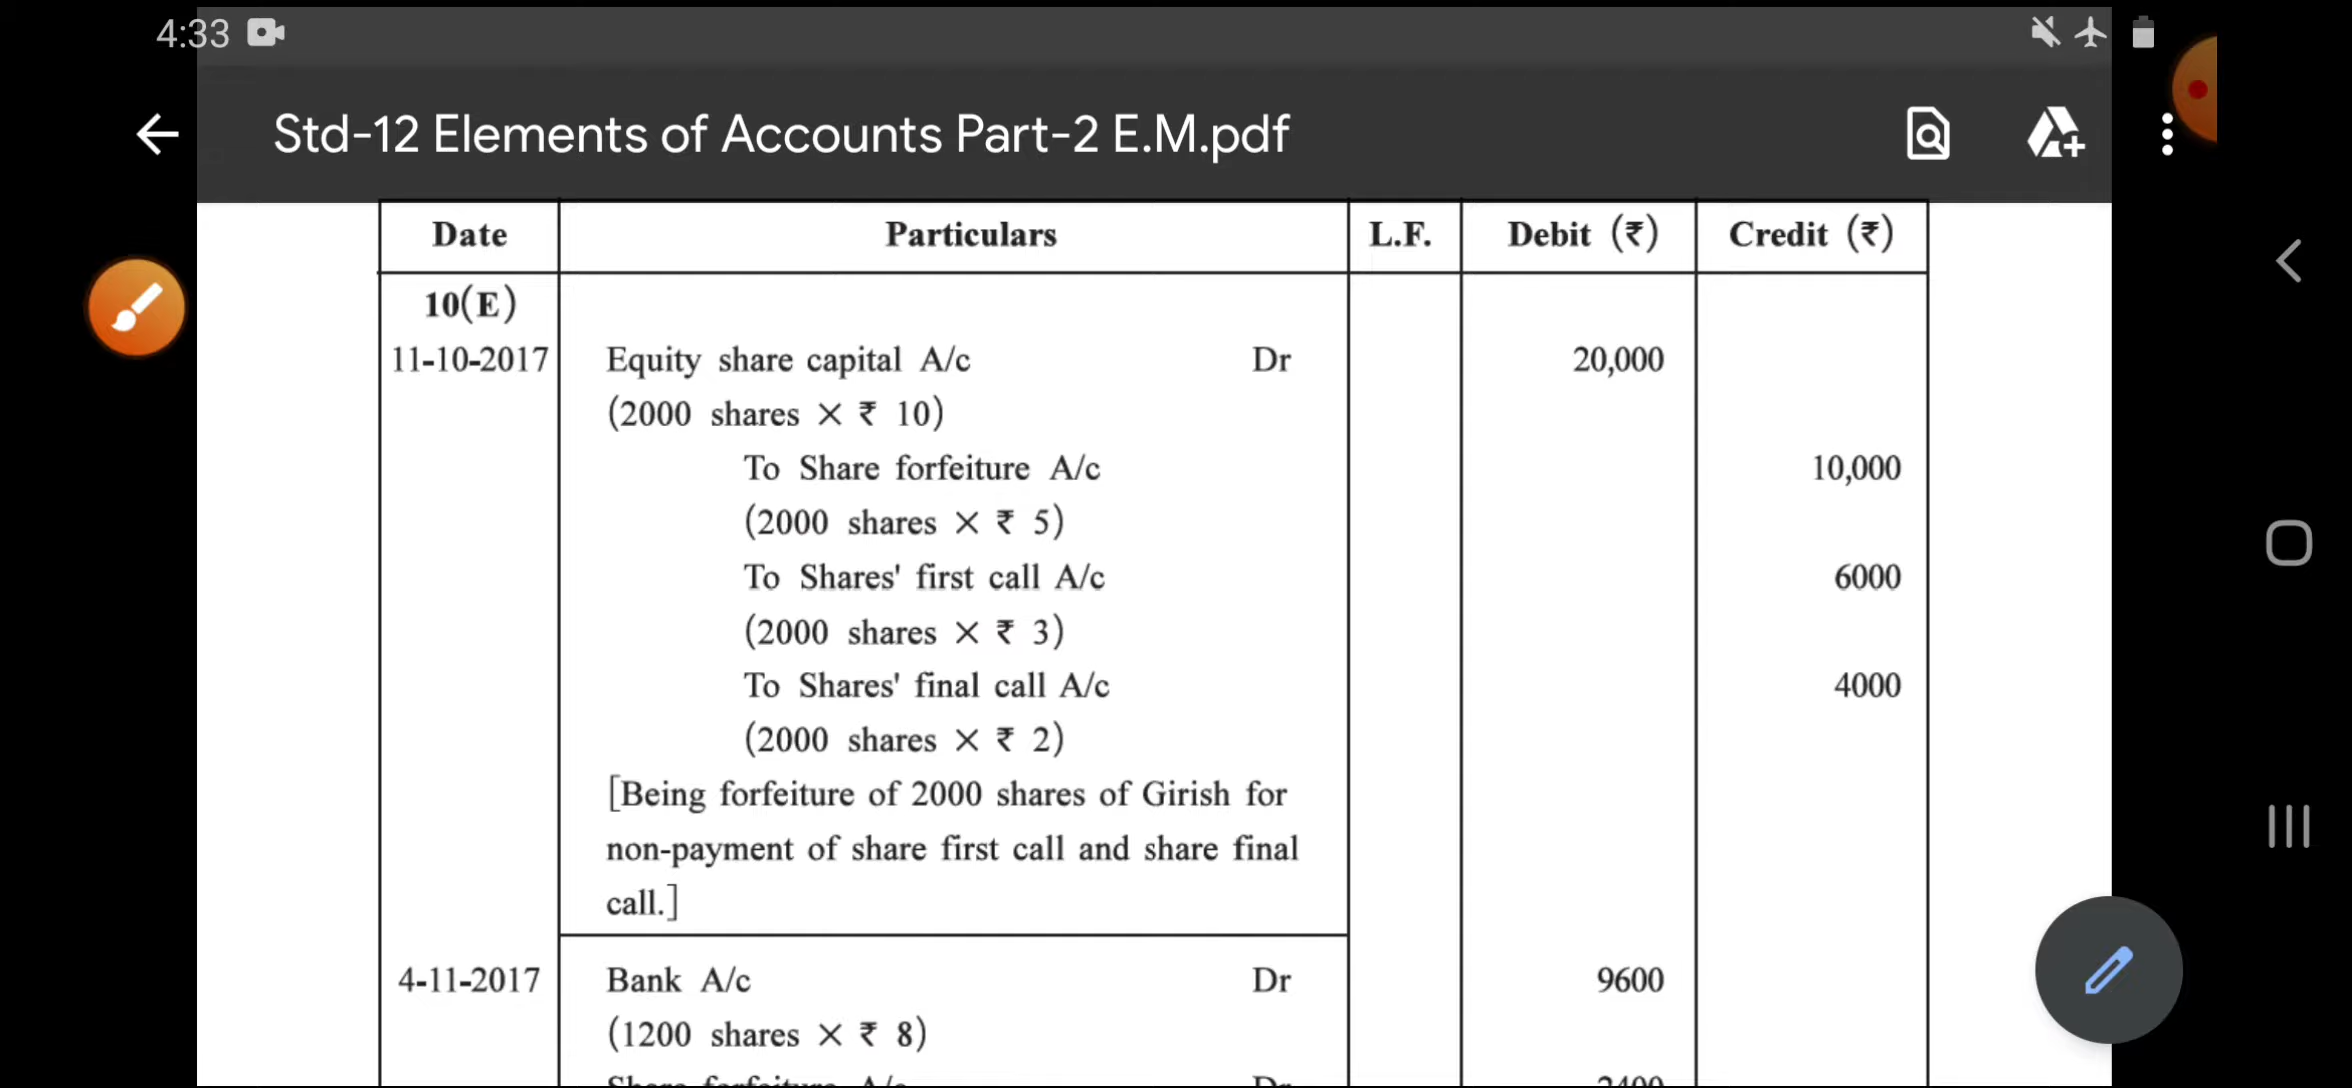 4:33
Std-12 Elements of Accounts Part-2 E.M.pdf
Date Particulars L.F. Debit (₹) Credit (₹)
10(E)
11-10-2017 Equity share capital A/c Dr 20,000
(2000 shares × ₹ 10)
To Share forfeiture A/c 10,000
(2000 shares × ₹ 5)
To Shares' first call A/c 6000
(2000 shares × ₹ 3)
To Shares' final call A/c 4000
(2000 shares × ₹ 2)
[Being forfeiture of 2000 shares of Girish for
non-payment of share first call and share final
call.]
4-11-2017 Bank A/c Dr 9600
(1200 shares × ₹ 8)
Share forfeiture A/c Dr 2400